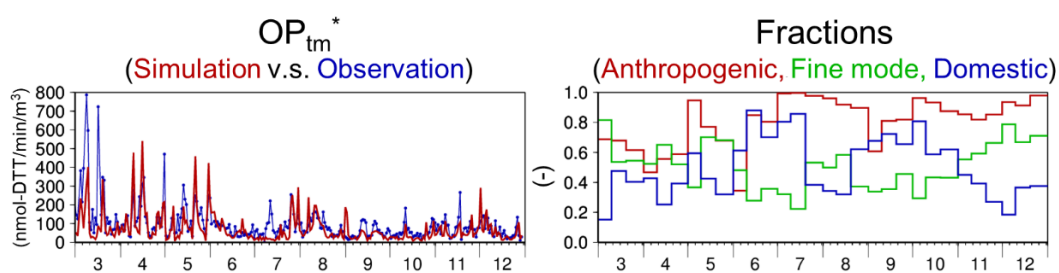 OPtm*
(Simulation v.s. Observation)
(nmol-DTT/min/m³)
800
700
600
500
400
300
200
100
0
3 4 5 6 7 8 9 10 11 12
Fractions
(Anthropogenic, Fine mode, Domestic)
(-)
1.0
0.8
0.6
0.4
0.2
0.0
3 4 5 6 7 8 9 10 11 12